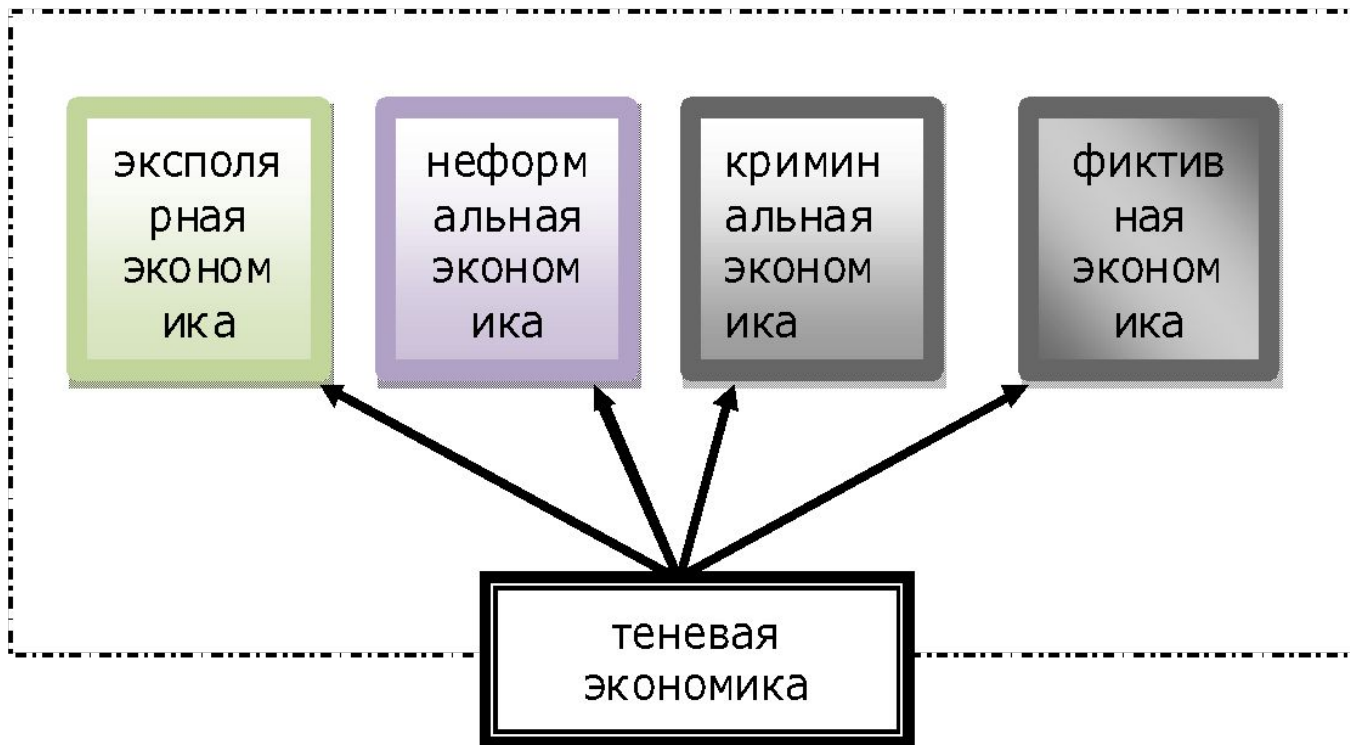 эксполя
рная
эконом
ика
неформ
альная
эконом
ика
кримин
альная
эконом
ика
фиктив
ная
эконом
ика
теневая
экономика